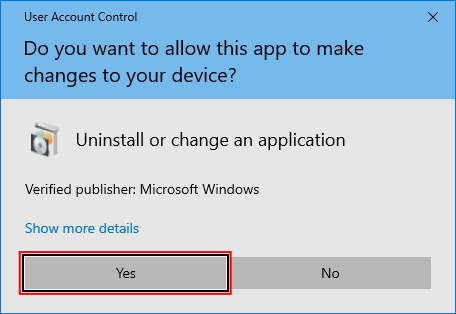 User Account Control
Do you want to allow this app to make
changes to your device?
Uninstall or change an application
Verified publisher: Microsoft Windows
Show more details
Yes No